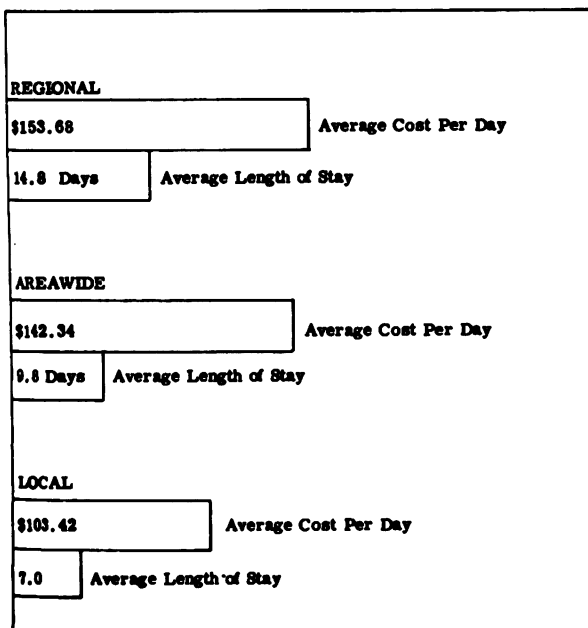 REGIONAL
$153.68 Average Cost Per Day
14.8 Days Average Length of Stay
AREAWIDE
$142.34 Average Cost Per Day
9.8 Days Average Length of Stay
LOCAL
$103.42 Average Cost Per Day
7.0 Average Length of Stay